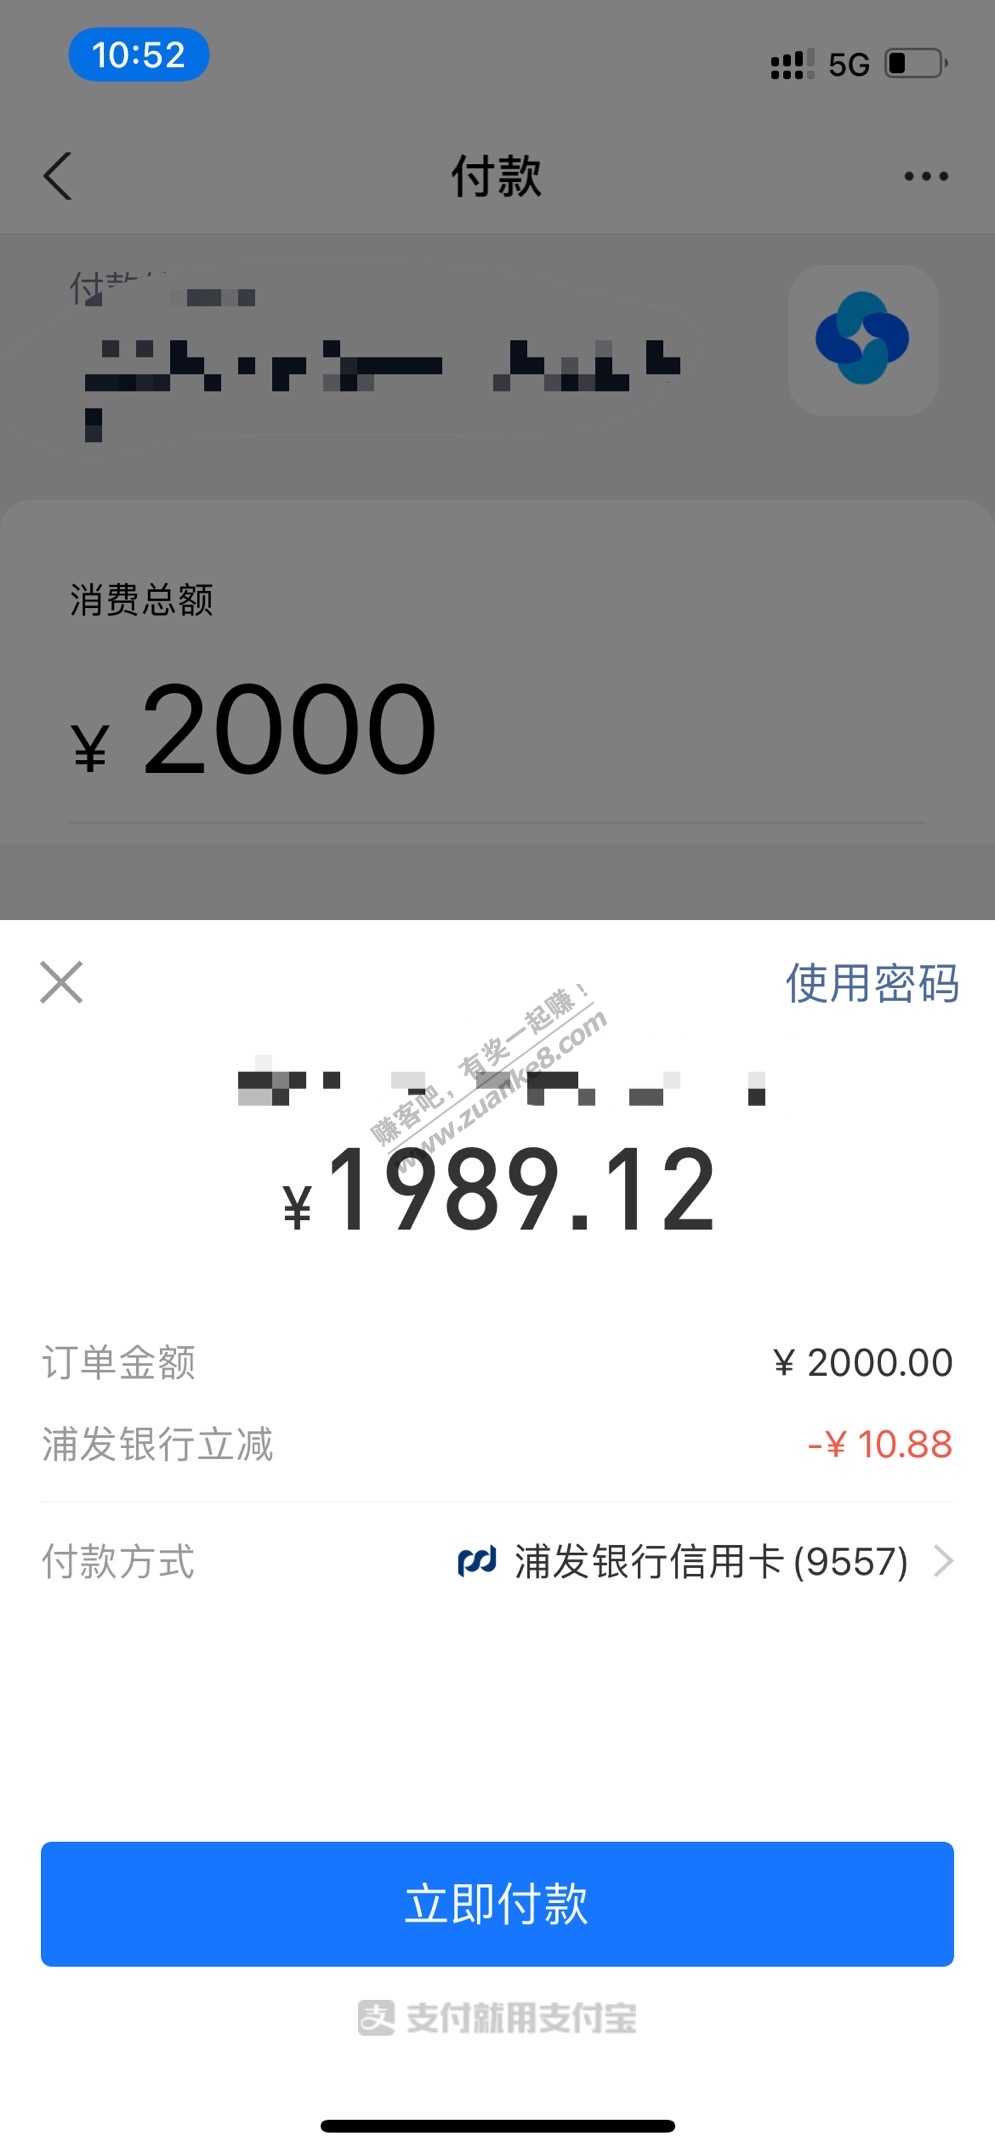 10:52
5G
付款
消费总额
¥ 2000
使用密码
赚客吧，有奖一起赚！
www.zuanke8.com
¥1989.12
订单金额 ¥ 2000.00
浦发银行立减 -¥ 10.88
付款方式 浦发银行信用卡(9557)
立即付款
支 支付就用支付宝